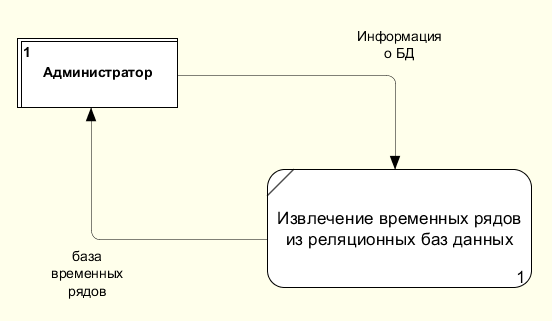 Информация
о БД
1
Администратор
Извлечение временных рядов
из реляционных баз данных
1
база
временных
рядов